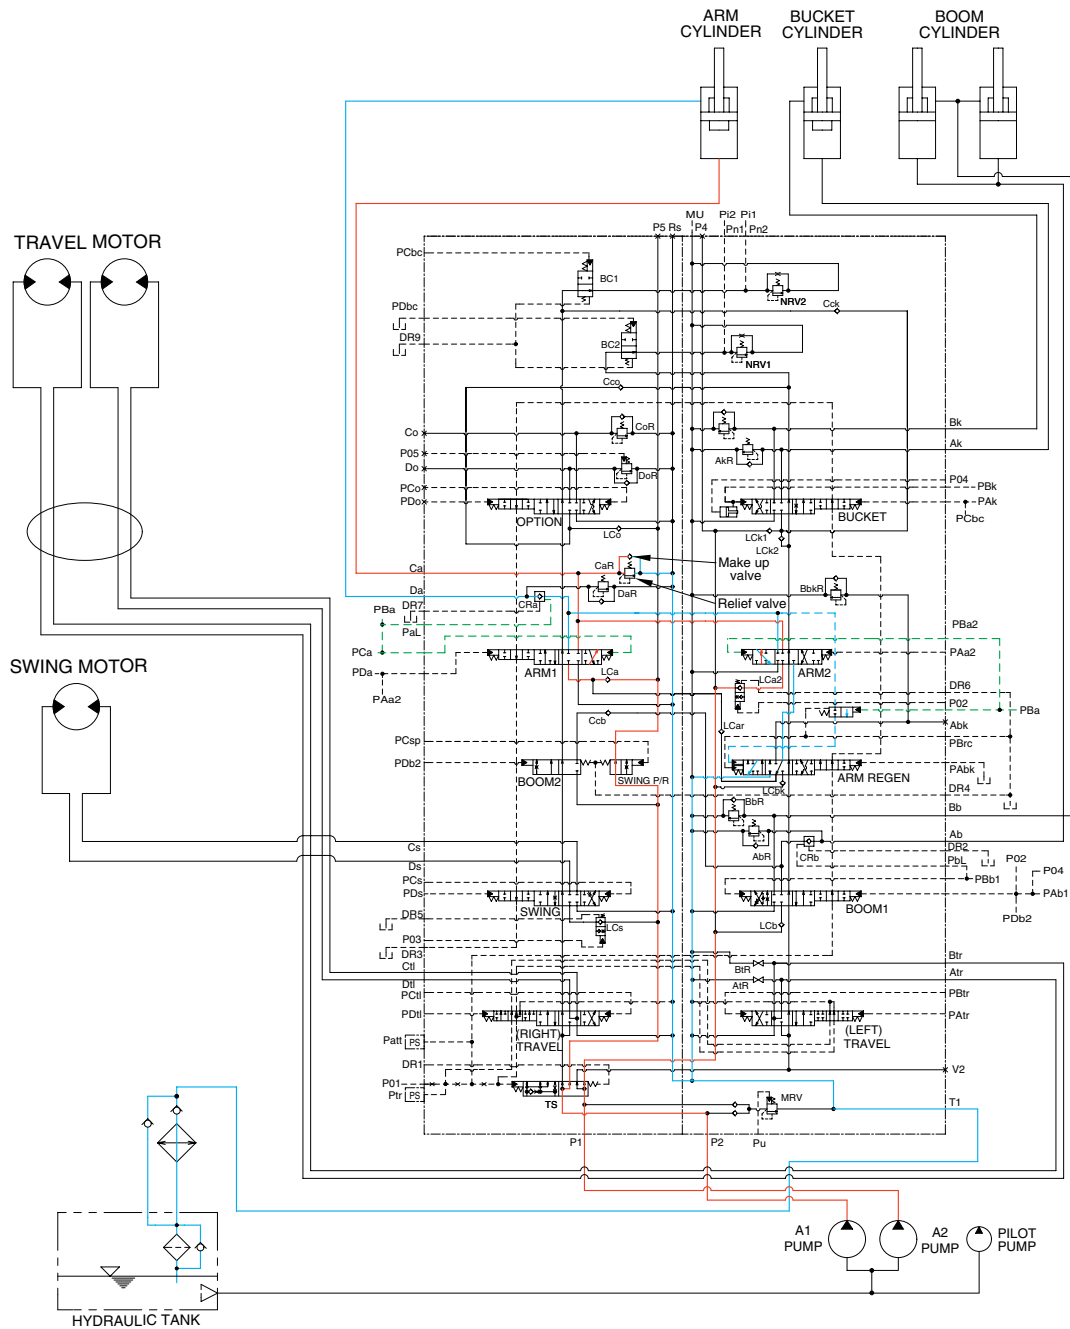 ARM
CYLINDER
BUCKET
CYLINDER
BOOM
CYLINDER
TRAVEL MOTOR
SWING MOTOR
P5 Rs
MU
P4
Pi2 Pi1
Pn1 Pn2
PCbc
BC1
NRV2
Cck
PDbc
DR9
BC2
NRV1
Cco
Co
CoR
Bk
Ak
AkR
P05
Do
DoR
P04
PBk
PCo
PDo
PAk
OPTION
BUCKET
PCbc
LCo
LCk1
LCk2
Ca
CaR
Make up
valve
Da
DaR
Relief valve
BbkR
CRa
PBa
DR7
PaL
PBa2
PCa
PDa
PAa2
ARM1
LCa
LCa2
ARM2
PAa2
DR6
P02
PBa
Ccb
LCar
Abk
PCsp
PBrc
PDb2
BOOM2
SWING P/R
ARM REGEN
PAbk
LCbk
DR4
BbR
Bb
AbR
Ab
CRb
DR2
Cs
Ds
PbL
P02
PCs
PBb1
P04
PDs
PAb1
SWING
BOOM1
PDb2
DR5
LCs
LCb
P03
DR3
Ctl
BtR
Btr
AtR
Atr
Dtl
PCtl
PBtr
PDtl
PAtr
(RIGHT)
TRAVEL
(LEFT)
TRAVEL
Patt
PS
DR1
V2
P01
Ptr
PS
TS
MRV
T1
P1
P2
Pu
A1
PUMP
A2
PUMP
PILOT
PUMP
HYDRAULIC TANK